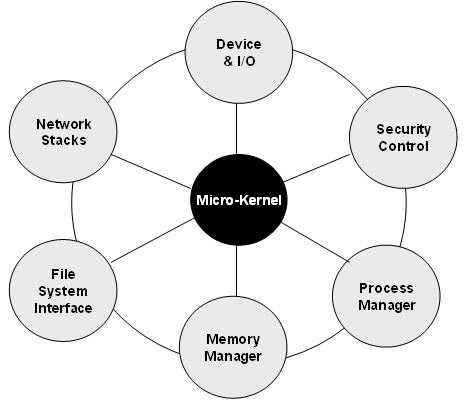 Device
& I/O
Network
Stacks
Security
Control
Micro-Kernel
File
System
Interface
Process
Manager
Memory
Manager